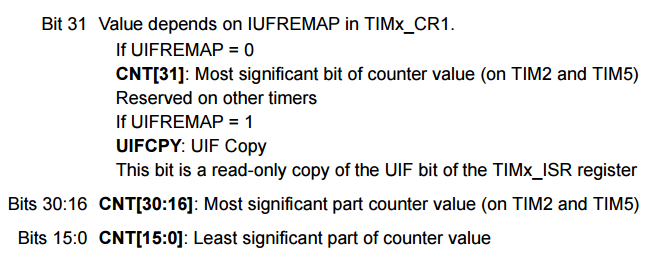 Bit 31 Value depends on IUFREMAP in TIMx_CR1.
If UIFREMAP = 0
CNT[31]: Most significant bit of counter value (on TIM2 and TIM5)
Reserved on other timers
If UIFREMAP = 1
UIFCPY: UIF Copy
This bit is a read-only copy of the UIF bit of the TIMx_ISR register
Bits 30:16 CNT[30:16]: Most significant part counter value (on TIM2 and TIM5)
Bits 15:0 CNT[15:0]: Least significant part of counter value